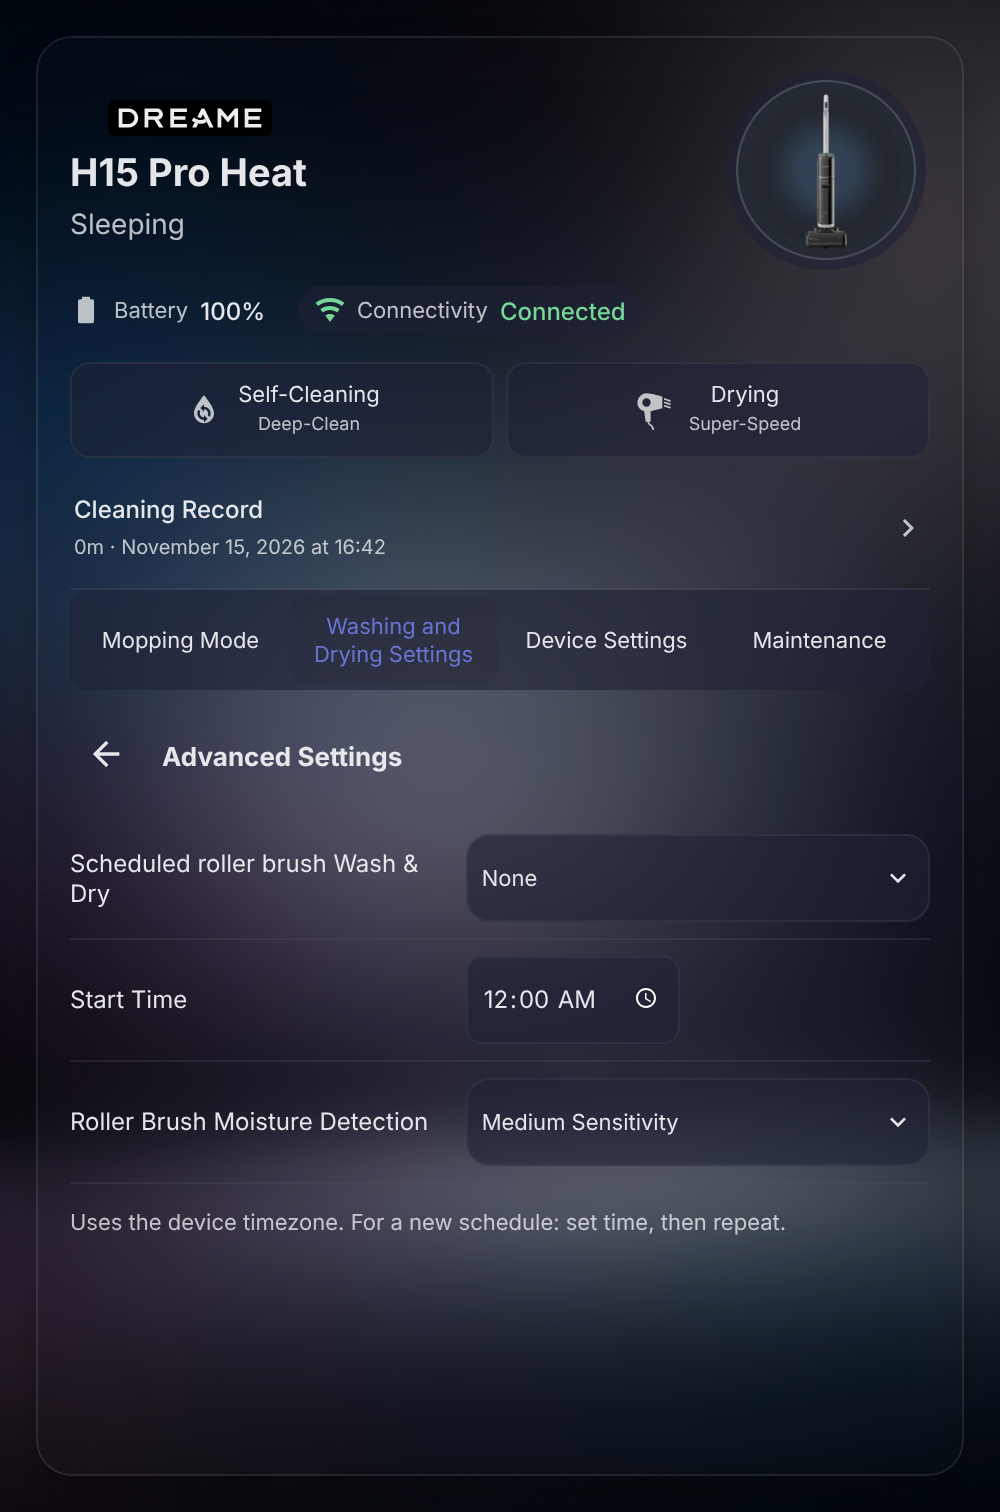 DREAME
H15 Pro Heat
Sleeping
Battery 100% Connectivity Connected
Self-Cleaning
Deep-Clean
Drying
Super-Speed
Cleaning Record
0m · November 15, 2026 at 16:42
Mopping Mode
Washing and
Drying Settings
Device Settings
Maintenance
Advanced Settings
Scheduled roller brush Wash &
Dry
None
Start Time
12:00 AM
Roller Brush Moisture Detection
Medium Sensitivity
Uses the device timezone. For a new schedule: set time, then repeat.